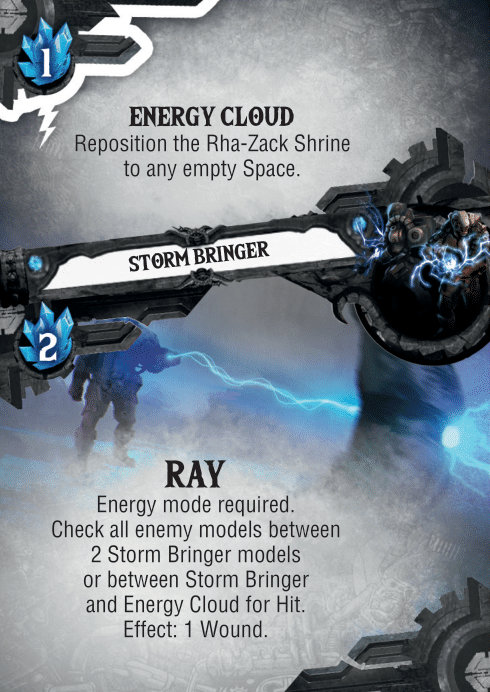 1
ENERGY CLOUD
Reposition the Rha-Zack Shrine
to any empty Space.
STORM BRINGER
2
RAY
Energy mode required.
Check all enemy models between
2 Storm Bringer models
or between Storm Bringer
and Energy Cloud for Hit.
Effect: 1 Wound.